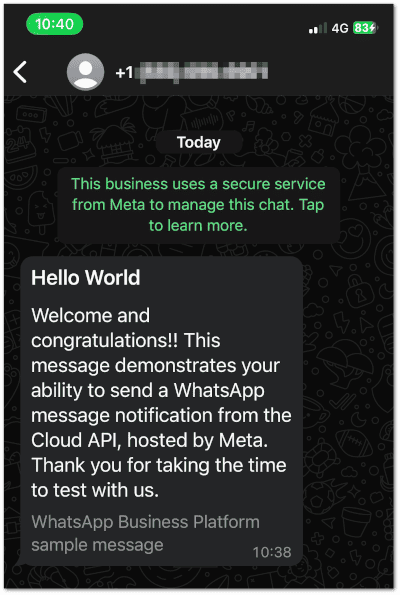 10:40
4G 83
+1
Today
This business uses a secure service
from Meta to manage this chat. Tap
to learn more.
Hello World
Welcome and
congratulations!! This
message demonstrates your
ability to send a WhatsApp
message notification from the
Cloud API, hosted by Meta.
Thank you for taking the time
to test with us.
WhatsApp Business Platform
sample message
10:38